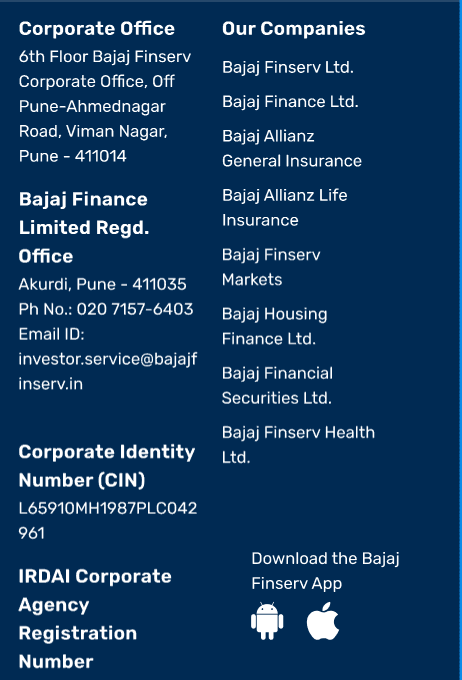 Corporate Office
6th Floor Bajaj Finserv
Corporate Office, Off
Pune-Ahmednagar
Road, Viman Nagar,
Pune - 411014
Bajaj Finance
Limited Regd.
Office
Akurdi, Pune - 411035
Ph No.: 020 7157-6403
Email ID:
investor.service@bajajf
inserv.in
Corporate Identity
Number (CIN)
L65910MH1987PLC042
961
IRDAI Corporate
Agency
Registration
Number
Our Companies
Bajaj Finserv Ltd.
Bajaj Finance Ltd.
Bajaj Allianz
General Insurance
Bajaj Allianz Life
Insurance
Bajaj Finserv
Markets
Bajaj Housing
Finance Ltd.
Bajaj Financial
Securities Ltd.
Bajaj Finserv Health
Ltd.
Download the Bajaj
Finserv App